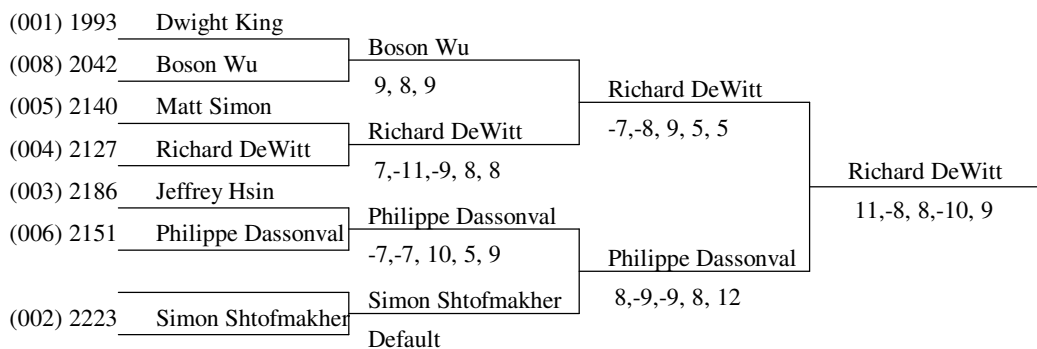 (001) 1993 Dwight King
Boson Wu
(008) 2042 Boson Wu
9, 8, 9
Richard DeWitt
(005) 2140 Matt Simon
-7,-8, 9, 5, 5
Richard DeWitt
(004) 2127 Richard DeWitt
7,-11,-9, 8, 8
Richard DeWitt
(003) 2186 Jeffrey Hsin
11,-8, 8,-10, 9
Philippe Dassonval
(006) 2151 Philippe Dassonval
-7,-7, 10, 5, 9
Philippe Dassonval
8,-9,-9, 8, 12
Simon Shtofmakher
(002) 2223 Simon Shtofmakher
Default